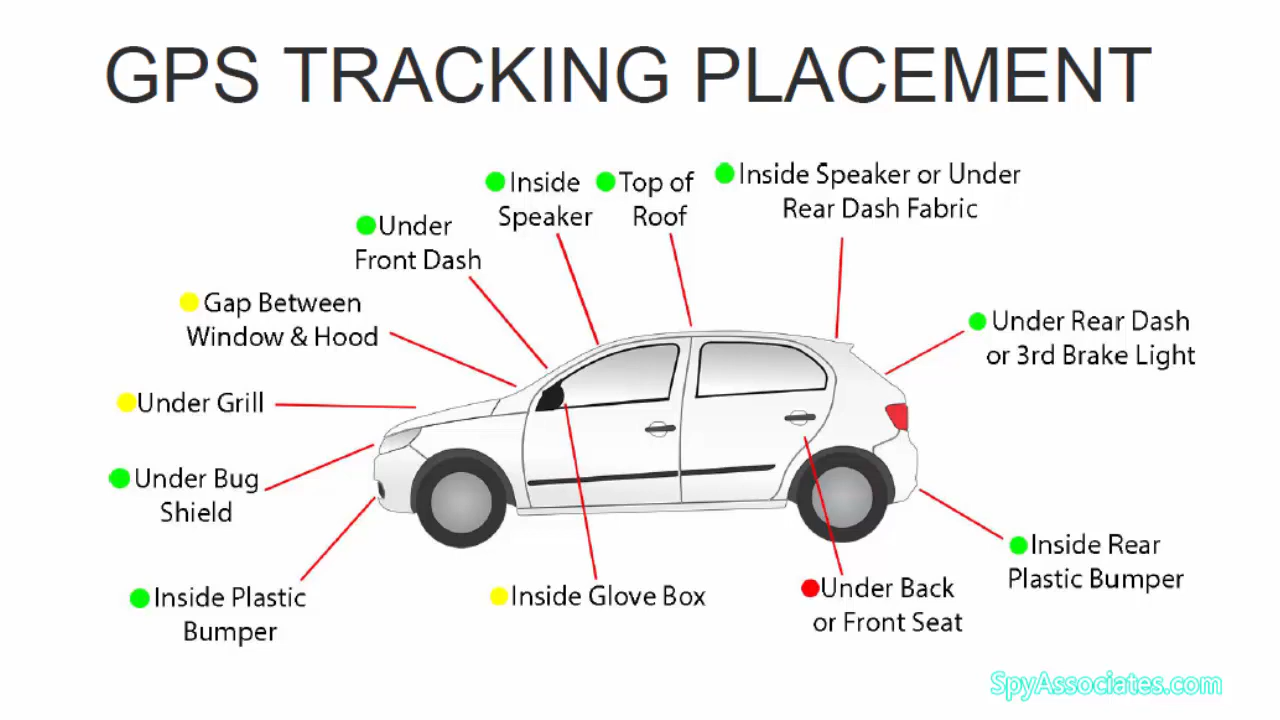 GPS TRACKING PLACEMENT
Inside
Speaker
Top of
Roof
Inside Speaker or Under
Rear Dash Fabric
Under
Front Dash
Gap Between
Window & Hood
Under Rear Dash
or 3rd Brake Light
Under Grill
Under Bug
Shield
Inside Rear
Plastic Bumper
Inside Plastic
Bumper
Inside Glove Box
Under Back
or Front Seat
SpyAssociates.com